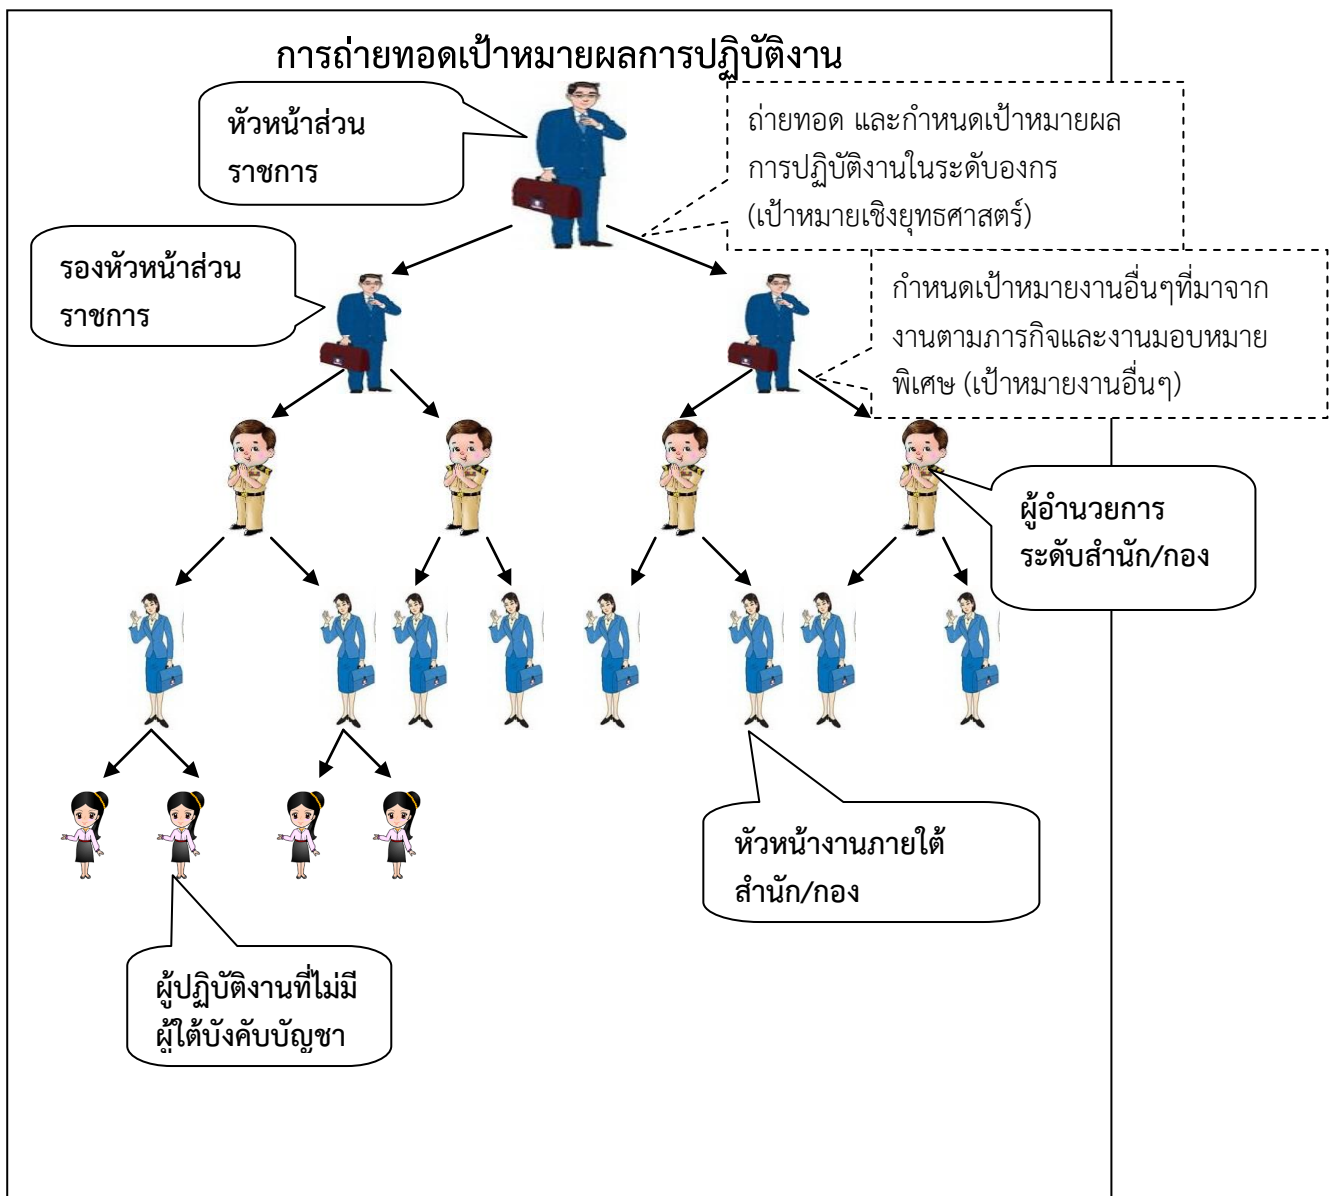 การถ่ายทอดเป้าหมายผลการปฏิบัติงาน
หัวหน้าส่วน
ราชการ
ถ่ายทอด และกำหนดเป้าหมายผล
การปฏิบัติงานในระดับองกร
(เป้าหมายเชิงยุทธศาสตร์)
รองหัวหน้าส่วน
ราชการ
กำหนดเป้าหมายงานอื่นๆที่มาจาก
งานตามภารกิจและงานมอบหมาย
พิเศษ (เป้าหมายงานอื่นๆ)
ผู้อำนวยการ
ระดับสำนัก/กอง
หัวหน้างานภายใต้
สำนัก/กอง
ผู้ปฏิบัติงานที่ไม่มี
ผู้ใต้บังคับบัญชา